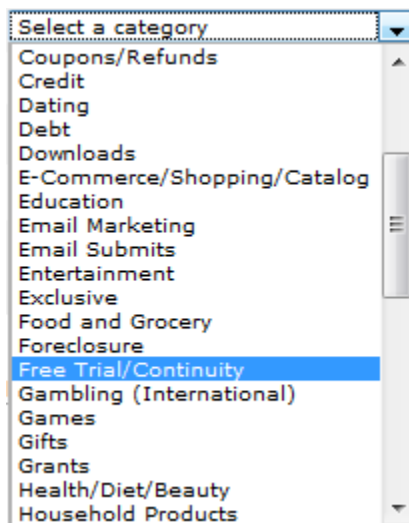 Select a category
Coupons/Refunds
Credit
Dating
Debt
Downloads
E-Commerce/Shopping/Catalog
Education
Email Marketing
Email Submits
Entertainment
Exclusive
Food and Grocery
Foreclosure
Free Trial/Continuity
Gambling (International)
Games
Gifts
Grants
Health/Diet/Beauty
Household Products